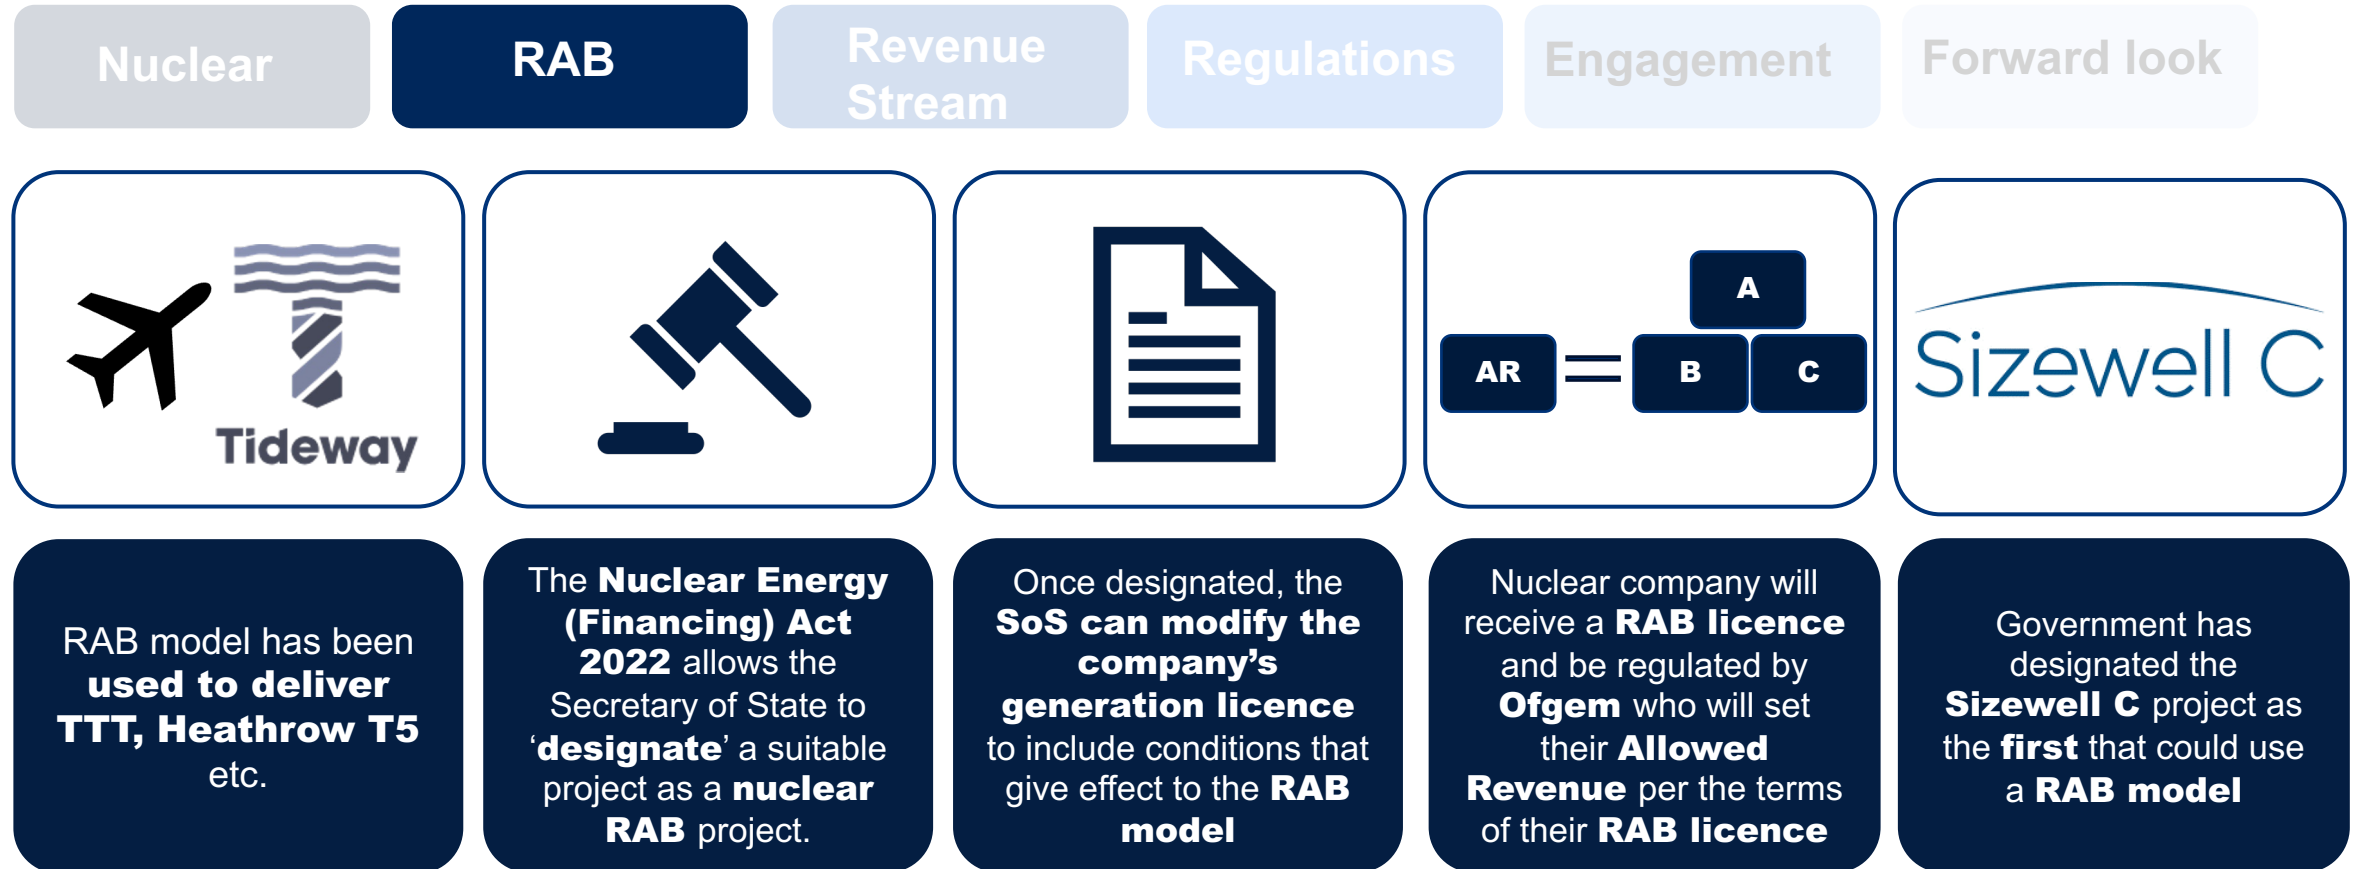 Nuclear
RAB
Revenue
Stream
Regulations
Engagement
Forward look
Tideway
AR
A
B
C
Sizewell C
RAB model has been
used to deliver
TTT, Heathrow T5
etc.
The Nuclear Energy
(Financing) Act
2022 allows the
Secretary of State to
‘designate’ a suitable
project as a nuclear
RAB project.
Once designated, the
SoS can modify the
company’s
generation licence
to include conditions that
give effect to the RAB
model
Nuclear company will
receive a RAB licence
and be regulated by
Ofgem who will set
their Allowed
Revenue per the terms
of their RAB licence
Government has
designated the
Sizewell C project as
the first that could use
a RAB model